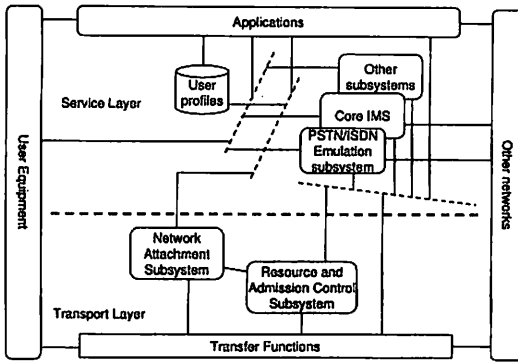 Applications
Other
subsystems
User
profiles
Service Layer
Core IMS
PSTN/ISDN
Emulation
subsystem
User Equipment
Other networks
Network
Attachment
Subsystem
Resource and
Admission Control
Subsystem
Transport Layer
Transfer Functions